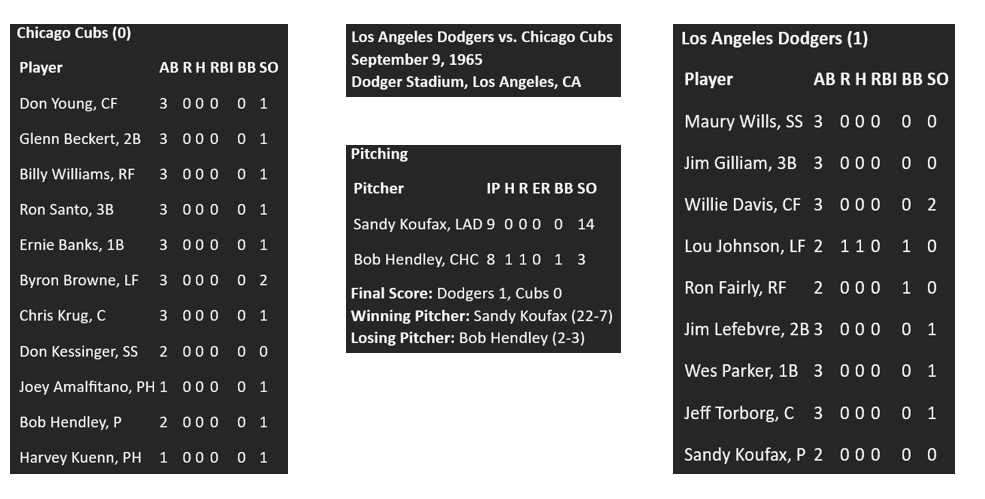 Chicago Cubs (0)
Player AB R H RBI BB SO
Don Young, CF 3 0 0 0 0 1
Glenn Beckert, 2B 3 0 0 0 0 1
Billy Williams, RF 3 0 0 0 0 1
Ron Santo, 3B 3 0 0 0 0 1
Ernie Banks, 1B 3 0 0 0 0 1
Byron Browne, LF 3 0 0 0 0 2
Chris Krug, C 3 0 0 0 0 1
Don Kessinger, SS 2 0 0 0 0 0
Joey Amalfitano, PH 1 0 0 0 0 1
Bob Hendley, P 2 0 0 0 0 1
Harvey Kuenn, PH 1 0 0 0 0 1
Los Angeles Dodgers vs. Chicago Cubs
September 9, 1965
Dodger Stadium, Los Angeles, CA
Pitching
Pitcher IP H R ER BB SO
Sandy Koufax, LAD 9 0 0 0 0 14
Bob Hendley, CHC 8 1 1 0 1 3
Final Score: Dodgers 1, Cubs 0
Winning Pitcher: Sandy Koufax (22-7)
Losing Pitcher: Bob Hendley (2-3)
Los Angeles Dodgers (1)
Player AB R H RBI BB SO
Maury Wills, SS 3 0 0 0 0 0
Jim Gilliam, 3B 3 0 0 0 0 0
Willie Davis, CF 3 0 0 0 0 2
Lou Johnson, LF 2 1 1 0 1 0
Ron Fairly, RF 2 0 0 0 1 0
Jim Lefebvre, 2B 3 0 0 0 0 1
Wes Parker, 1B 3 0 0 0 0 1
Jeff Torborg, C 3 0 0 0 0 1
Sandy Koufax, P 2 0 0 0 0 0